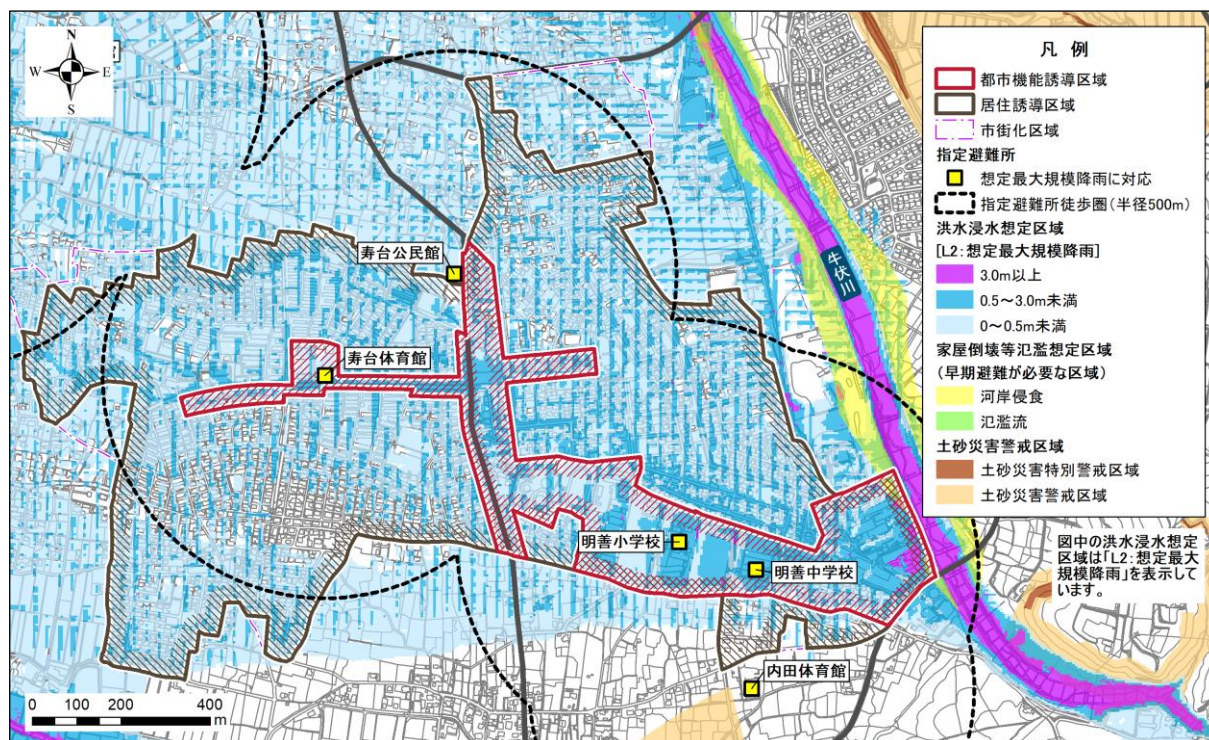 N
W
E
S
館
寿台公民館
寿台体育館
明善小学校
明善中学校
内田体育館
牛伏川
凡 例
都市機能誘導区域
居住誘導区域
市街化区域
指定避難所
想定最大規模降雨に対応
指定避難所徒歩圏(半径500m)
洪水浸水想定区域
[L2:想定最大規模降雨]
3.0m以上
0.5~3.0m未満
0~0.5m未満
家屋倒壊等氾濫想定区域
(早期避難が必要な区域)
河岸侵食
氾濫流
土砂災害警戒区域
土砂災害特別警戒区域
土砂災害警戒区域
図中の洪水浸水想定
区域は「L2:想定最大
規模降雨」を表示して
います。
0 100 200 400
m